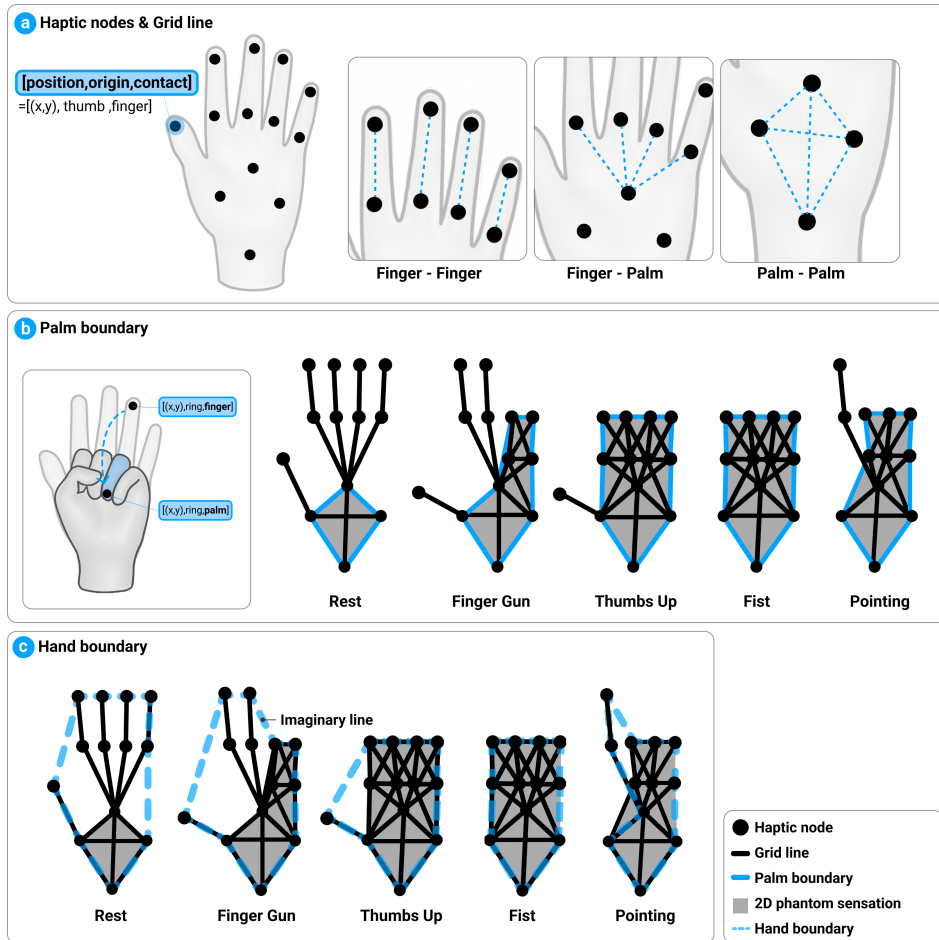 a Haptic nodes & Grid line
[position,origin,contact]
=[(x,y), thumb ,finger]
Finger - Finger
Finger - Palm
Palm - Palm
b Palm boundary
[(x,y),ring,finger]
[(x,y),ring,palm]
Rest
Finger Gun
Thumbs Up
Fist
Pointing
c Hand boundary
Imaginary line
Rest
Finger Gun
Thumbs Up
Fist
Pointing
Haptic node
Grid line
Palm boundary
2D phantom sensation
Hand boundary